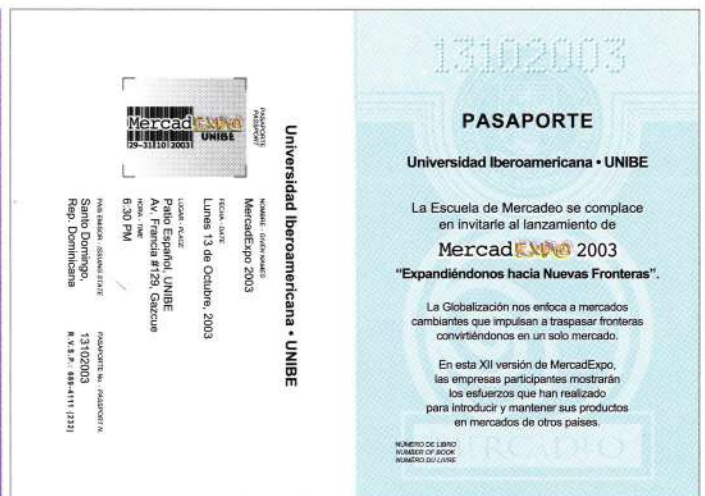 Universidad Iberoamericana • UNIBE
PASAPORTE
PASSPORT
MercadEXPO
UNIBE
29-31 10 2003
NOMBRE - GIVEN NAMES
MercadExpo 2003
FECHA - DATE
Lunes 13 de Octubre, 2003
LUGAR - PLACE
Patio Español, UNIBE
Av. Francia #129, Gazcue
HORA - TIME
6:30 PM
PAIS EMISOR - ISSUING STATE
Santo Domingo,
Rep. Dominicana
PASAPORTE No. - PASSPORT N.
13102003
R.V.S.P.: 689-4111 (232)
13102003
PASAPORTE
Universidad Iberoamericana • UNIBE
La Escuela de Mercadeo se complace
en invitarle al lanzamiento de
MercadEXPO 2003
“Expandiéndonos hacia Nuevas Fronteras”.
La Globalización nos enfoca a mercados
cambiantes que impulsan a traspasar fronteras
convirtiéndonos en un solo mercado.
En esta XII versión de MercadExpo,
las empresas participantes mostrarán
los esfuerzos que han realizado
para introducir y mantener sus productos
en mercados de otros paises.
NÚMERO DE LIBRO
NUMBER OF BOOK
NUMÉRO DU LIVRE